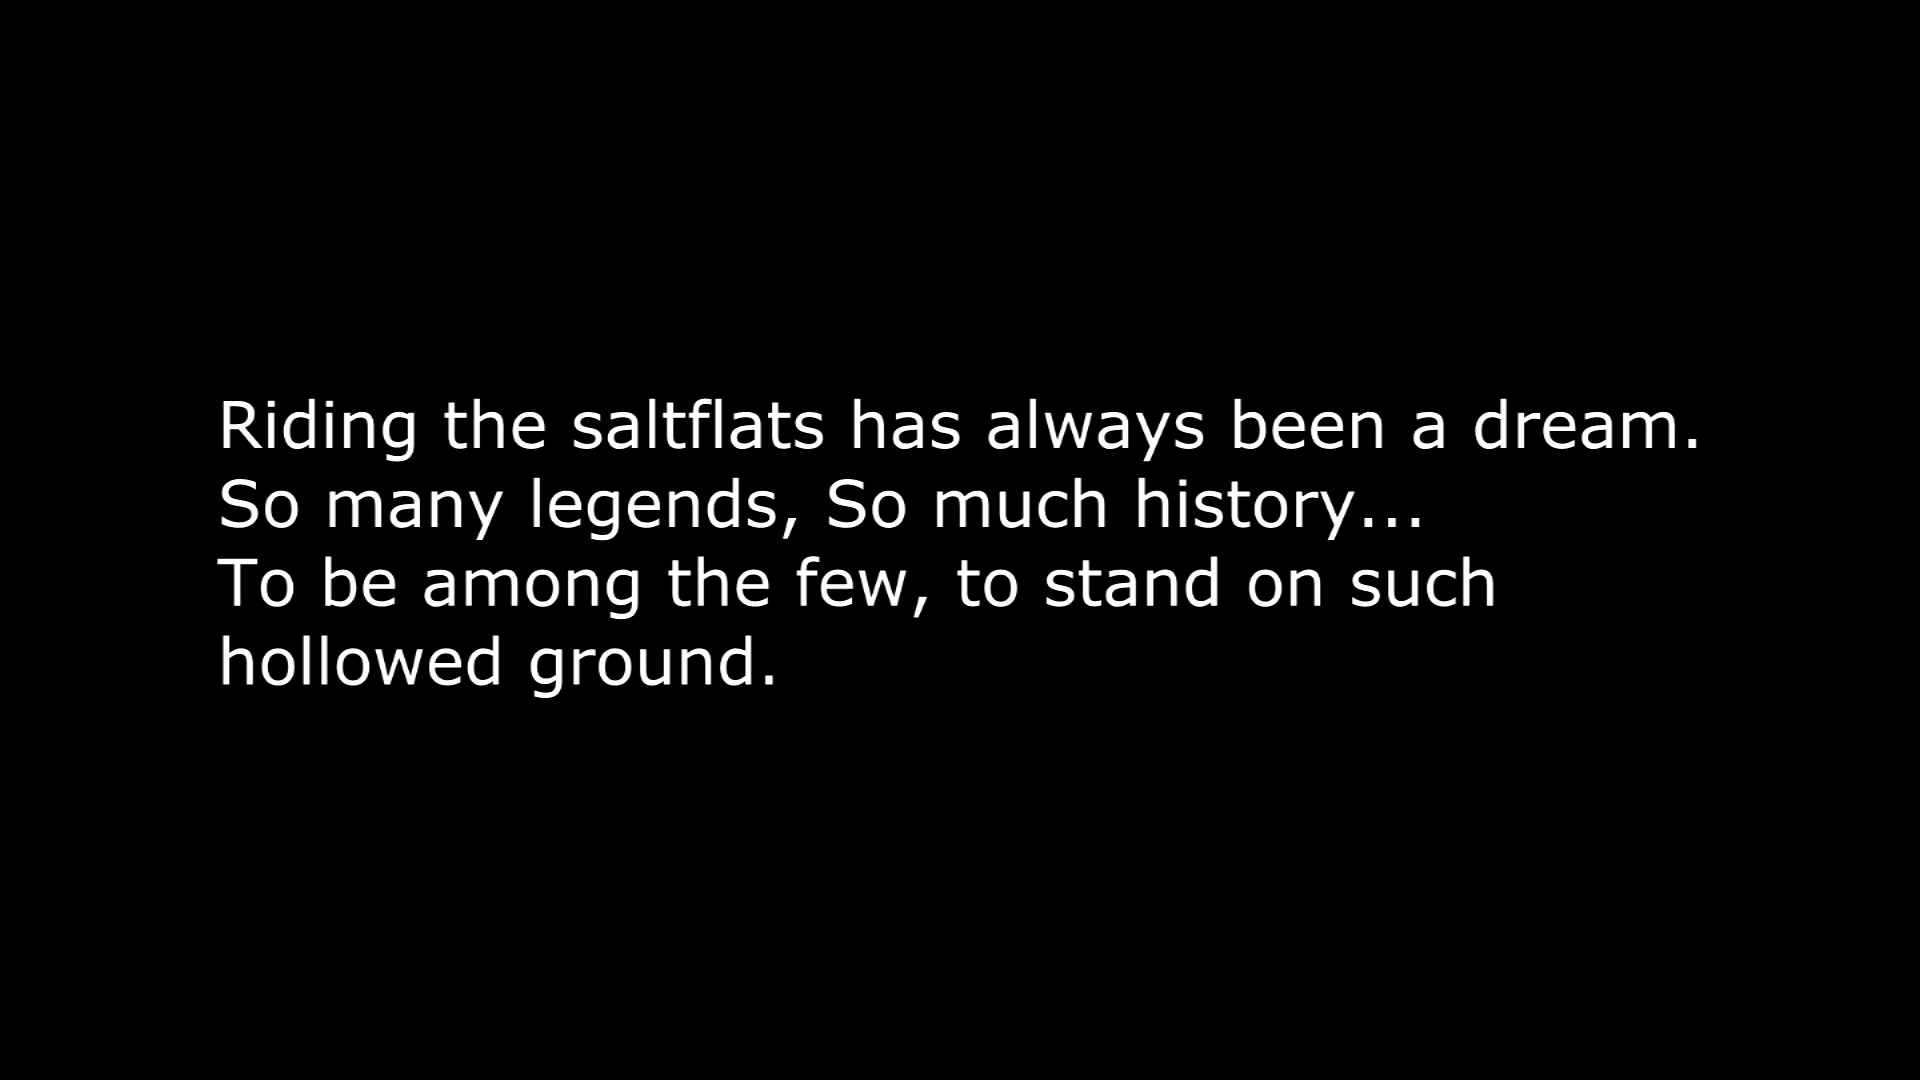 Riding the saltflats has always been a dream.
So many legends, So much history...
To be among the few, to stand on such
hollowed ground.